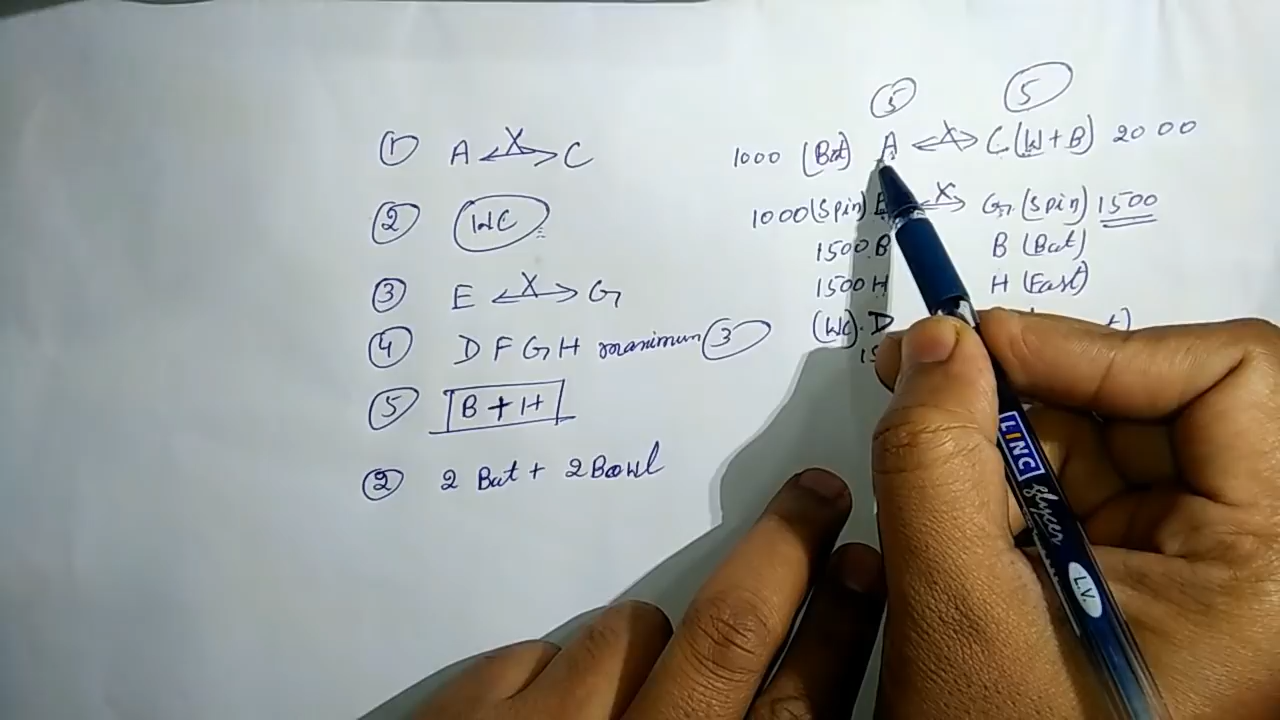 ① A ↔ C
② WC
③ E ↔ G
④ D F G H maximum ③
⑤ B + H
② 2 Bat + 2 Bowl
⑤ ⑤
1000 (Bat) A ↔ C (W + B) 2000
1000 (Spin) E G (Spin) 1500
1500 B B (Bat)
1500 H H (Fast)
(WC). D
LINC glycer
L.V.